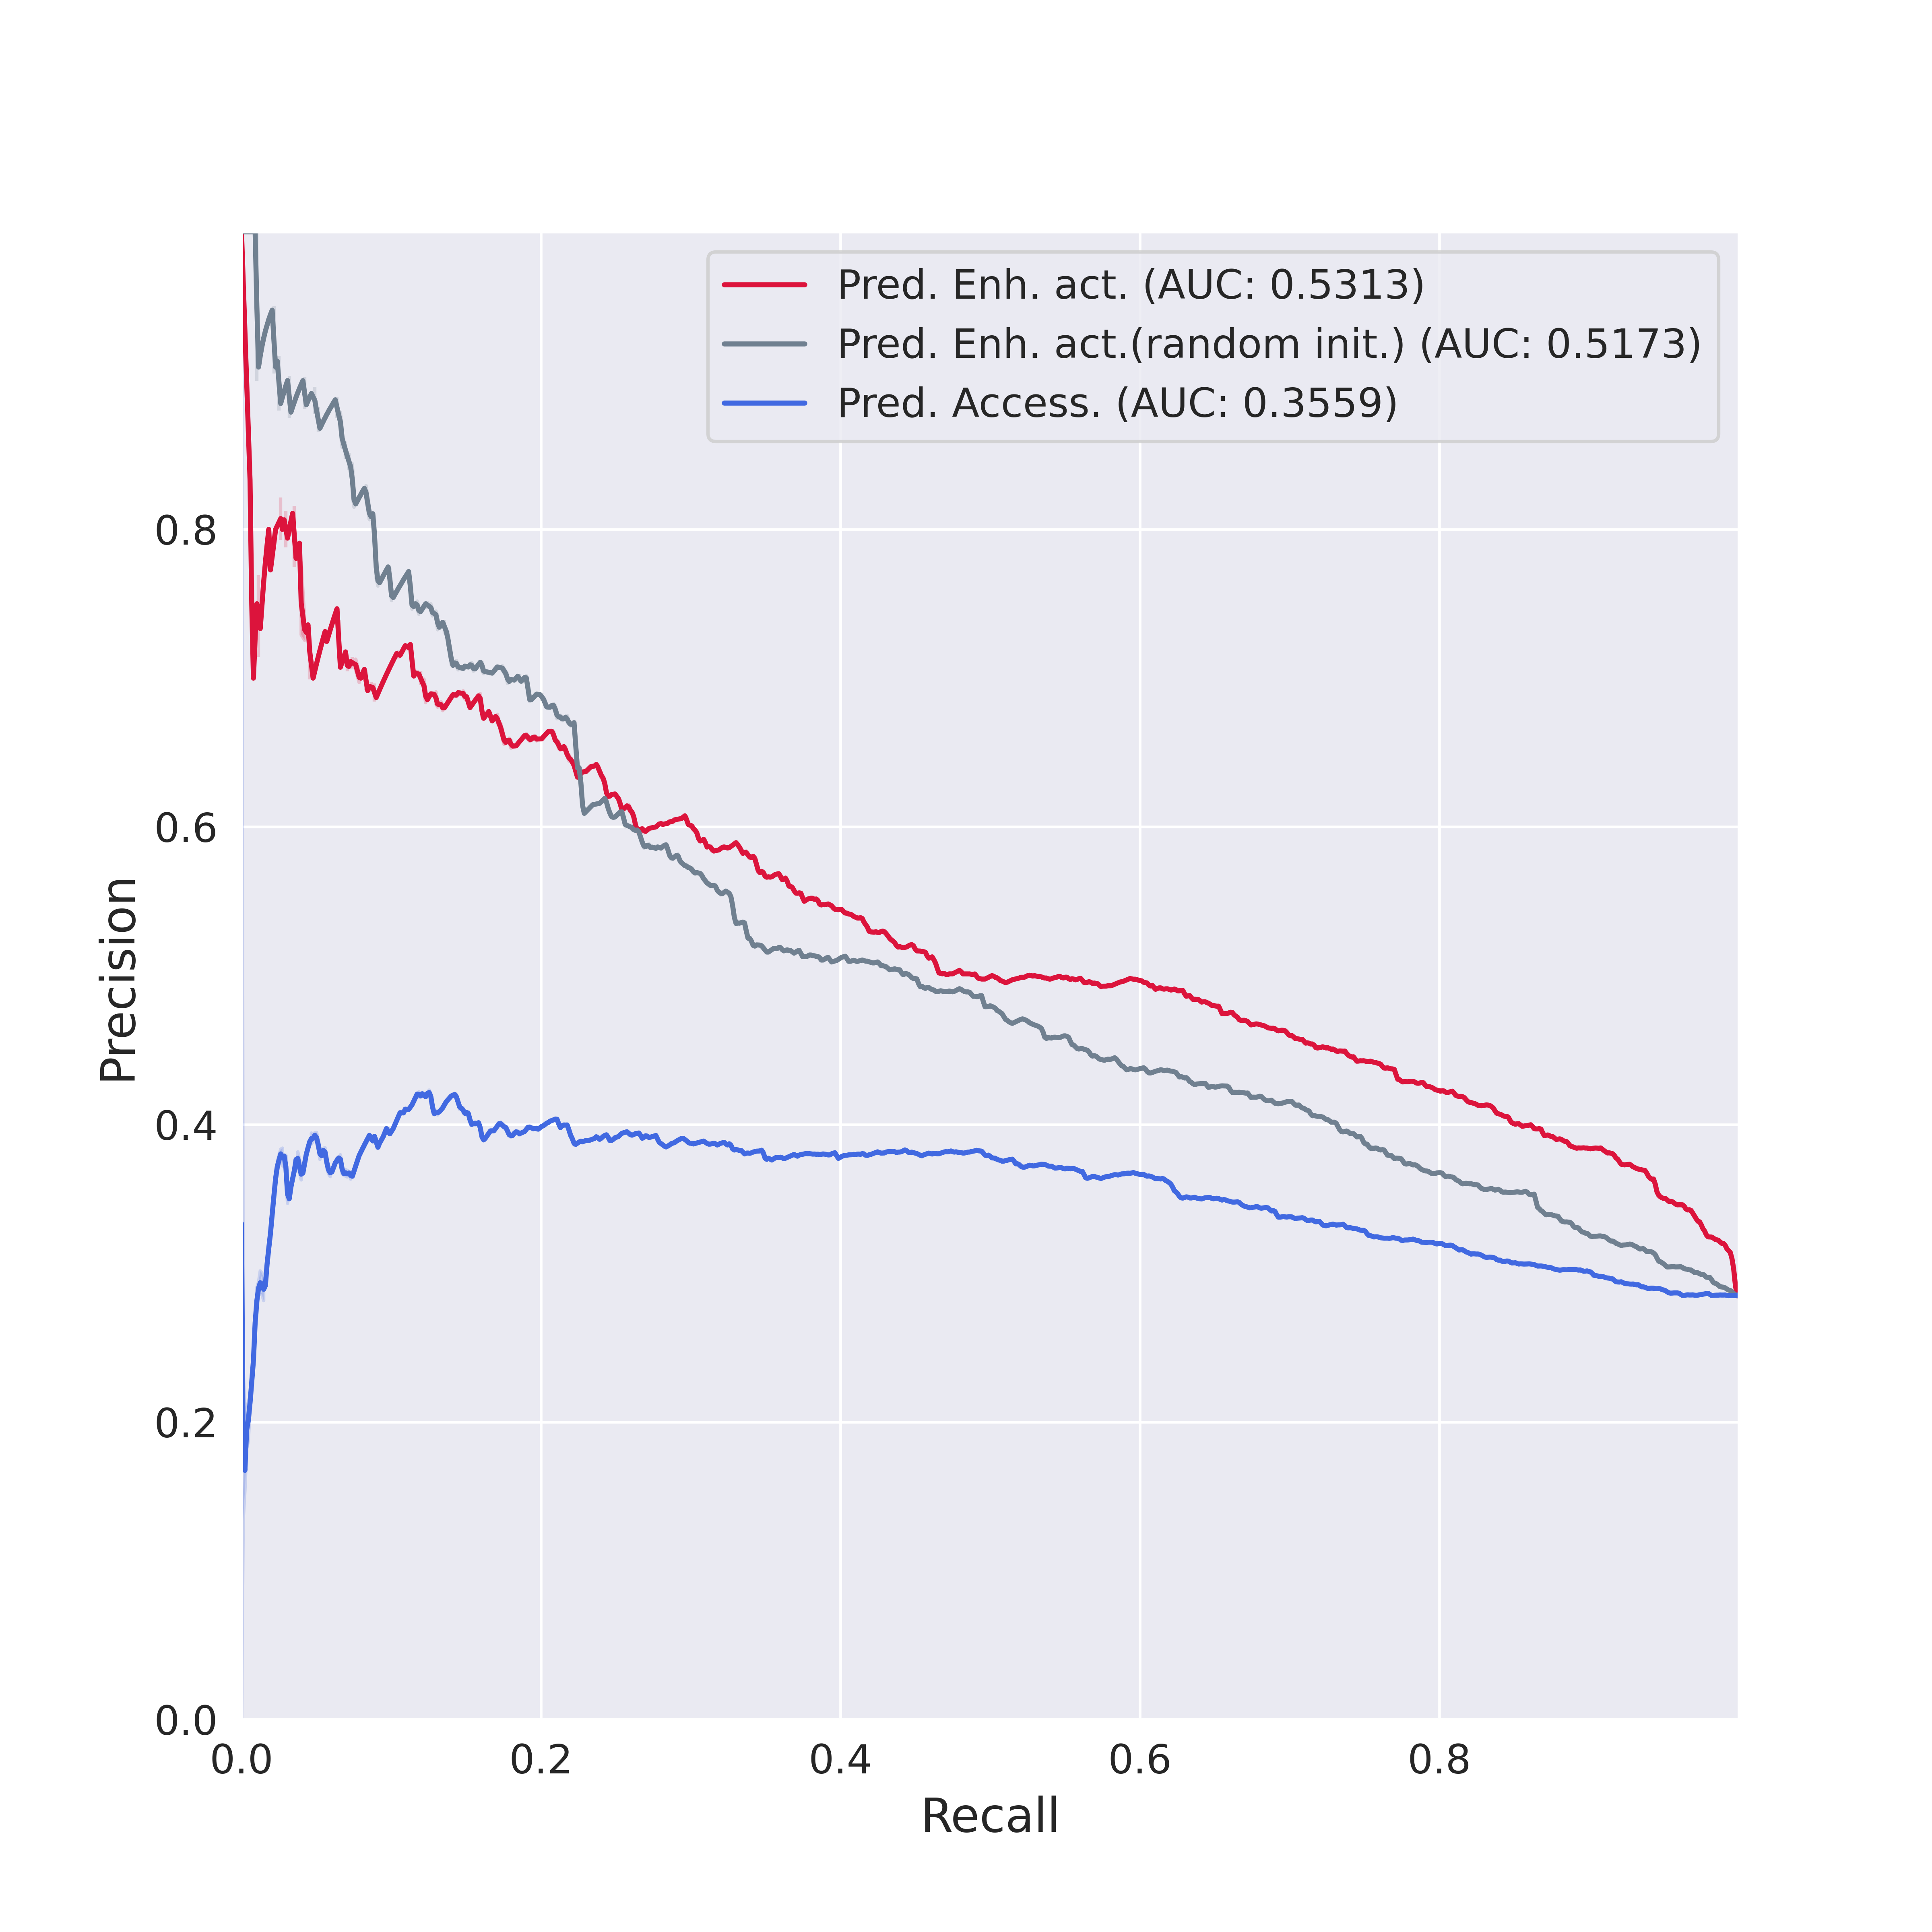 Pred. Enh. act. (AUC: 0.5313)
Pred. Enh. act.(random init.) (AUC: 0.5173)
Pred. Access. (AUC: 0.3559)
0.8
0.6
0.4
0.2
0.0
Precision
0.0 0.2 0.4 0.6 0.8
Recall